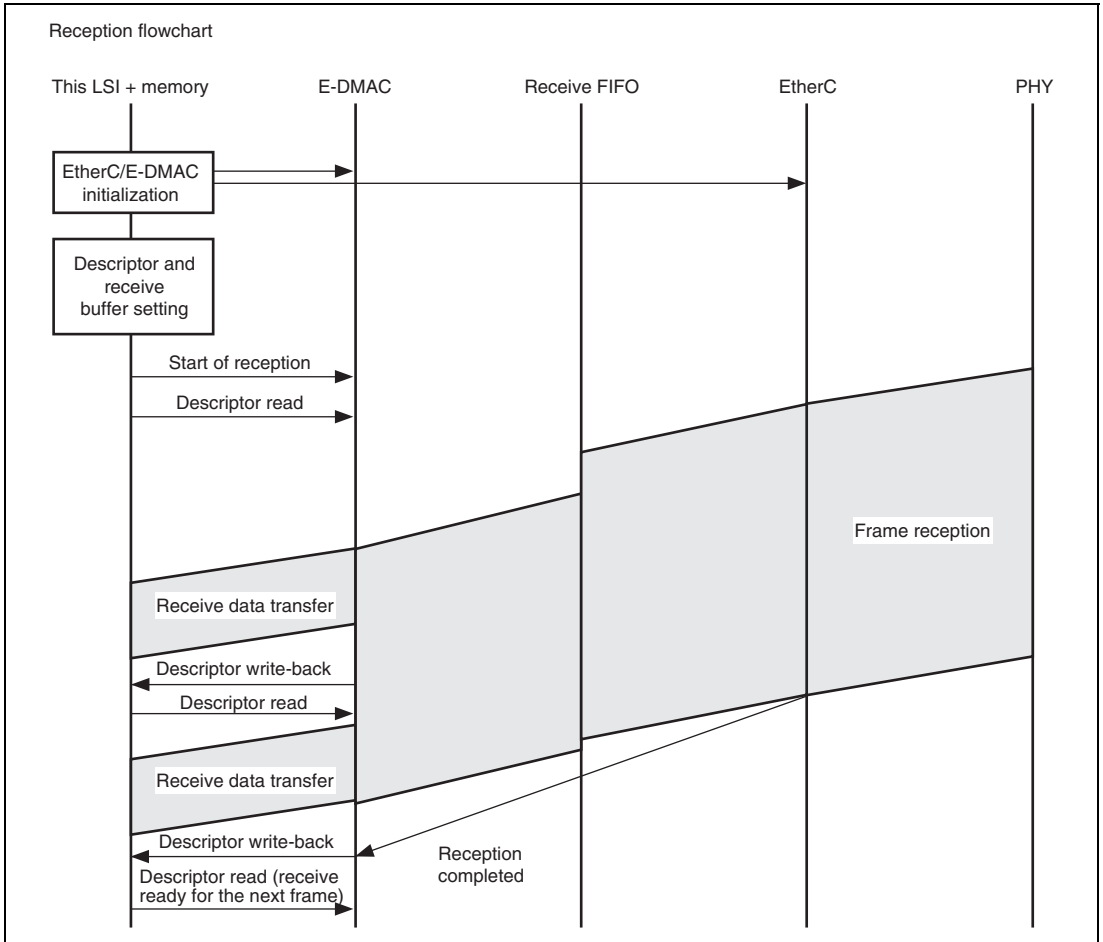 Reception flowchart
This LSI + memory
E-DMAC
Receive FIFO
EtherC
PHY
EtherC/E-DMAC
initialization
Descriptor and
receive
buffer setting
Start of reception
Descriptor read
Frame reception
Receive data transfer
Descriptor write-back
Descriptor read
Receive data transfer
Descriptor write-back
Reception
completed
Descriptor read (receive
ready for the next frame)